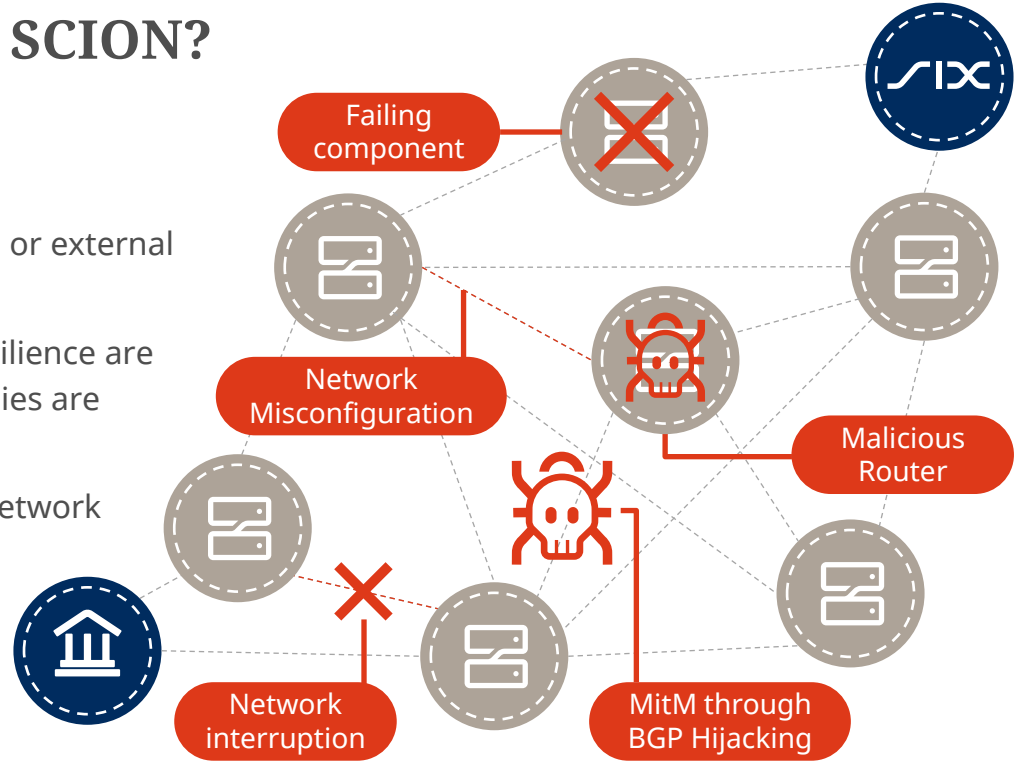 SCION?
SIX
Failing
component
or external
ilience are
ies are
Network
Misconfiguration
Malicious
Router
etwork
Network
interruption
MitM through
BGP Hijacking